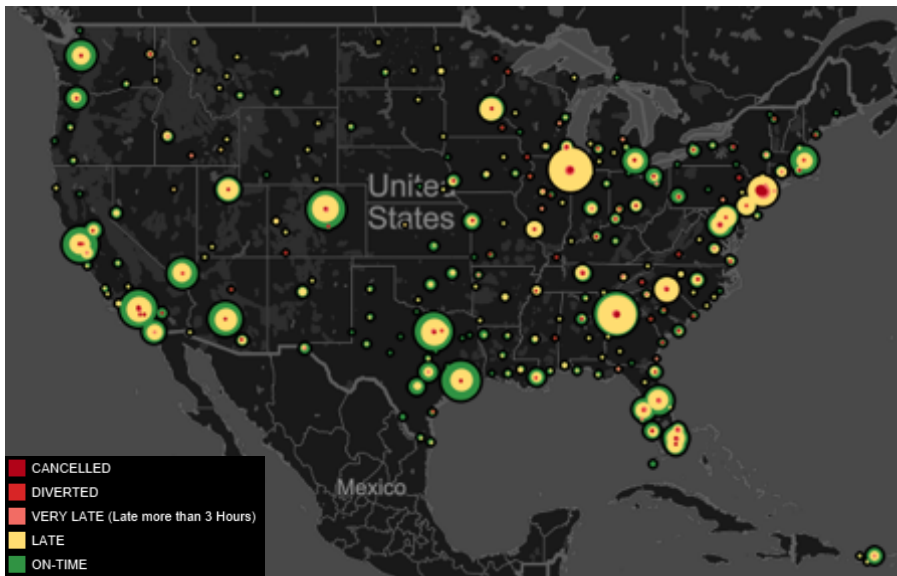 United
States
Mexico
CANCELLED
DIVERTED
VERY LATE (Late more than 3 Hours)
LATE
ON-TIME